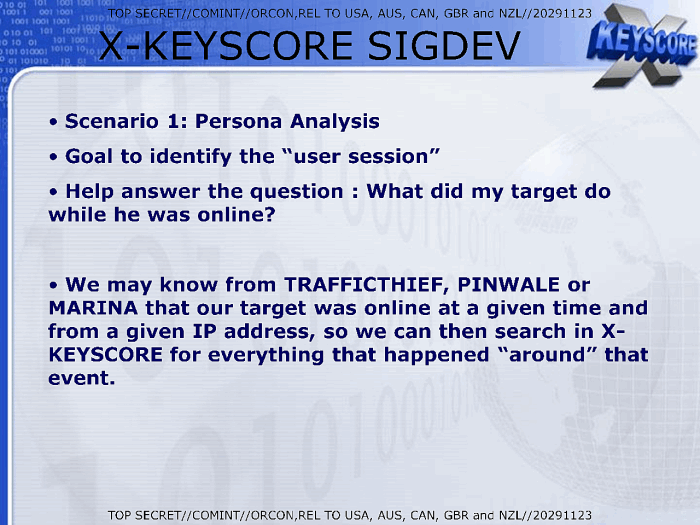 TOP SECRET//COMINT//ORCON,REL TO USA, AUS, CAN, GBR and NZL//20291123
X-KEYSCORE SIGDEV
X KEYSCORE
• Scenario 1: Persona Analysis
• Goal to identify the “user session”
• Help answer the question : What did my target do
while he was online?
• We may know from TRAFFICTHIEF, PINWALE or
MARINA that our target was online at a given time and
from a given IP address, so we can then search in X-
KEYSCORE for everything that happened “around” that
event.
TOP SECRET//COMINT//ORCON,REL TO USA, AUS, CAN, GBR and NZL//20291123